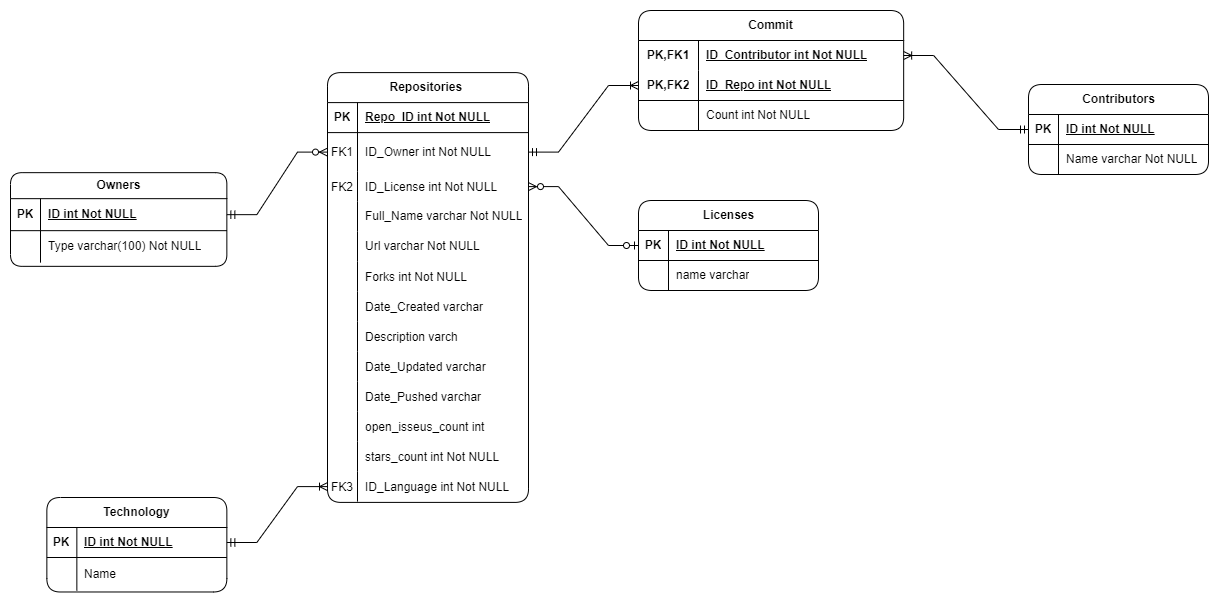 Commit
PK,FK1 ID_Contributor int Not NULL
PK,FK2 ID_Repo int Not NULL
Count int Not NULL
Repositories
PK Repo_ID int Not NULL
FK1 ID_Owner int Not NULL
FK2 ID_License int Not NULL
Full_Name varchar Not NULL
Url varchar Not NULL
Forks int Not NULL
Date_Created varchar
Description varch
Date_Updated varchar
Date_Pushed varchar
open_isseus_count int
stars_count int Not NULL
FK3 ID_Language int Not NULL
Contributors
PK ID int Not NULL
Name varchar Not NULL
Owners
PK ID int Not NULL
Type varchar(100) Not NULL
Licenses
PK ID int Not NULL
name varchar
Technology
PK ID int Not NULL
Name